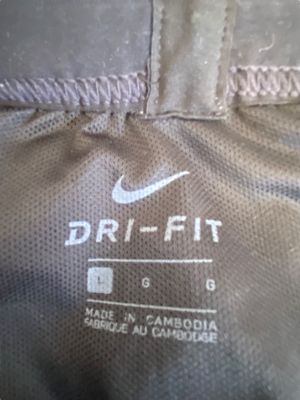 DRI-FIT
L G G
MADE IN CAMBODIA
FABRIQUE AU CAMBODGE